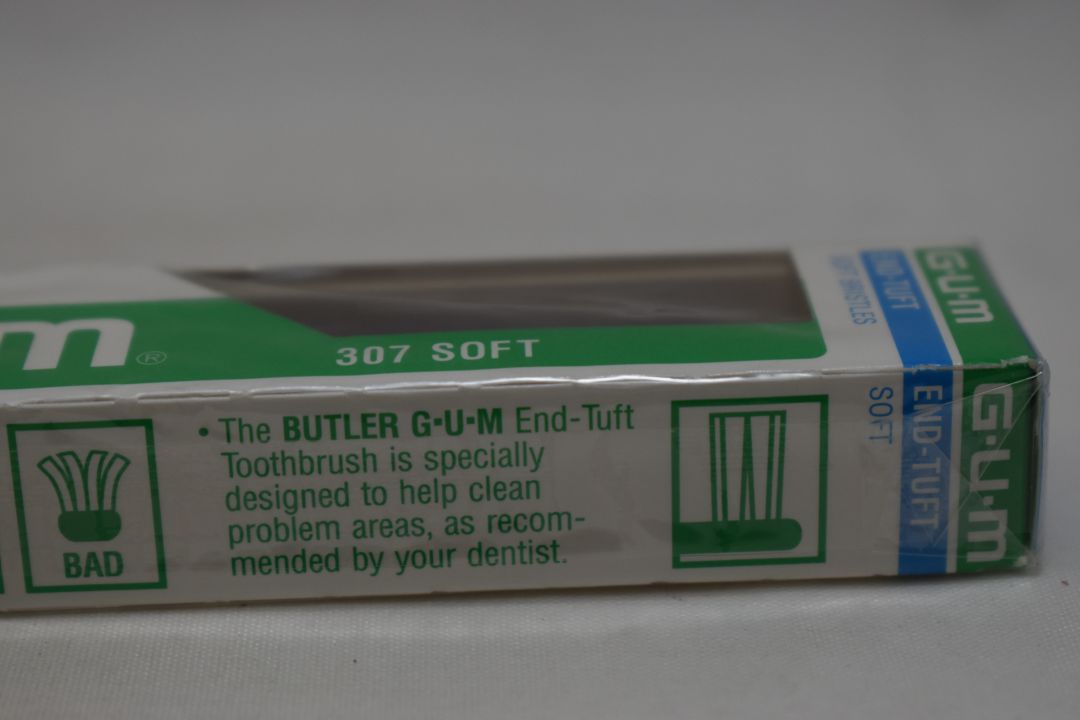 m®
307 SOFT
SOFT BRISTLES
END-TUFT
G·U·M
BAD
• The BUTLER G·U·M End-Tuft
Toothbrush is specially
designed to help clean
problem areas, as recom-
mended by your dentist.
SOFT
END-TUFT
G·U·M